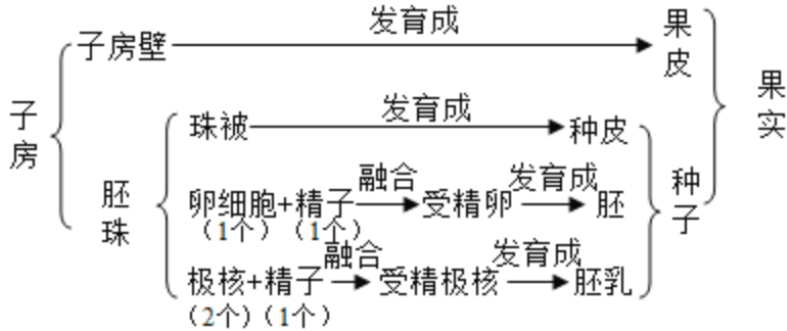 发育成
子房壁 果皮
子房 果实
发育成
珠被 种皮
胚珠 种子
融合 发育成
卵细胞+精子 受精卵 胚
（1个）（1个）
融合 发育成
极核+精子 受精极核 胚乳
（2个）（1个）